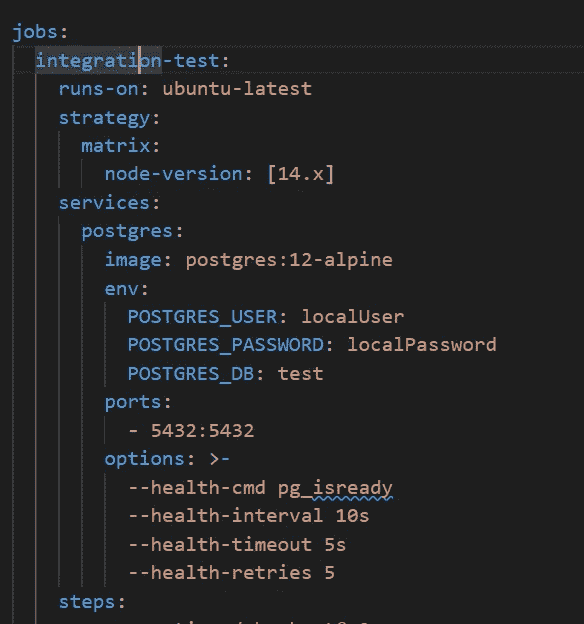 jobs:
integration-test:
runs-on: ubuntu-latest
strategy:
matrix:
node-version: [14.x]
services:
postgres:
image: postgres:12-alpine
env:
POSTGRES_USER: localUser
POSTGRES_PASSWORD: localPassword
POSTGRES_DB: test
ports:
- 5432:5432
options: >-
--health-cmd pg_isready
--health-interval 10s
--health-timeout 5s
--health-retries 5
steps: